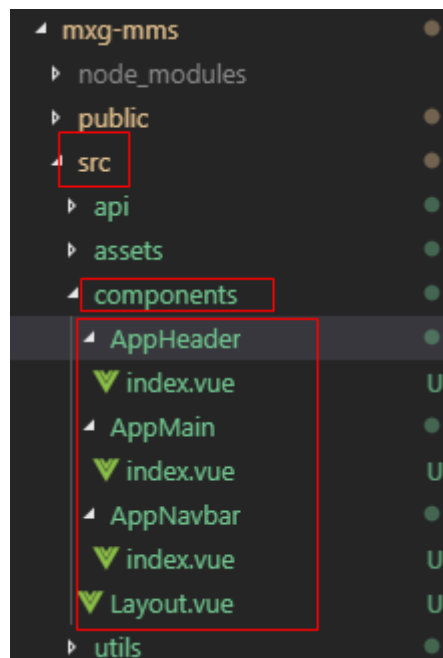 mxg-mms
node_modules
public
src
api
assets
components
AppHeader
index.vue U
AppMain
index.vue U
AppNavbar
index.vue U
Layout.vue U
utils